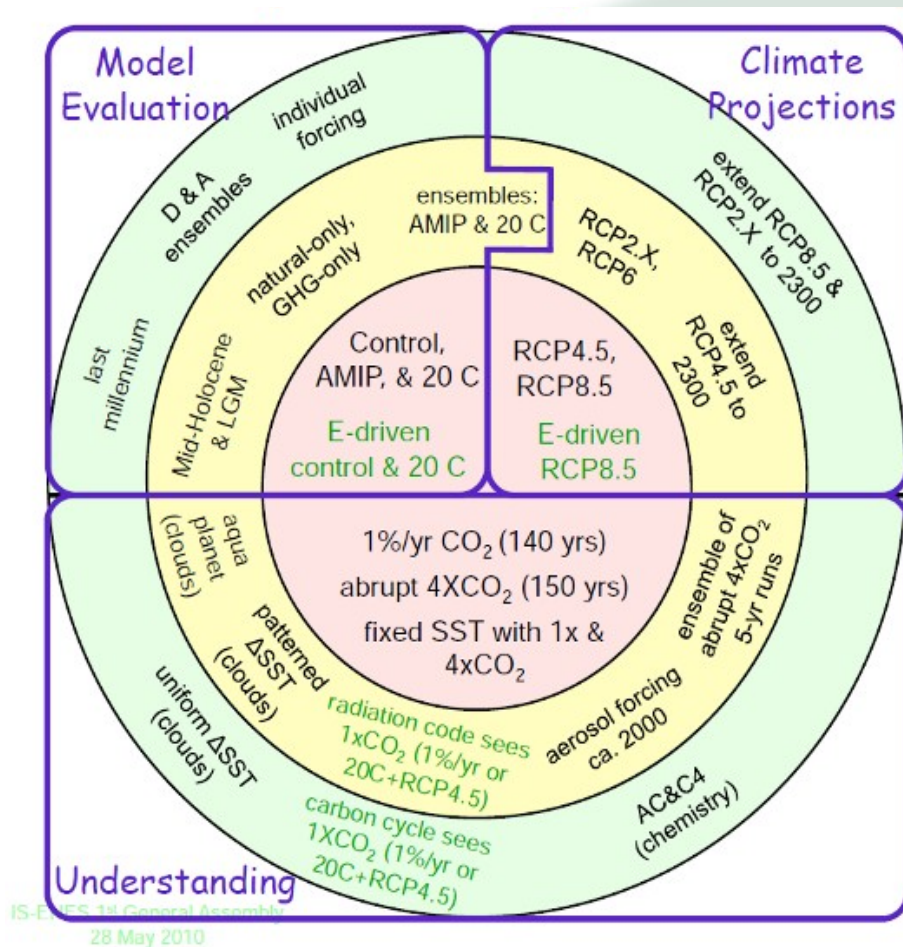 Model
Evaluation
Climate
Projections
individual
forcing
D & A
ensembles
last
millennium
ensembles:
AMIP & 20 C
natural-only,
GHG-only
Mid-Holocene
& LGM
RCP2.X,
RCP6
extend
RCP4.5 to
2300
extend RCP8.5 &
RCP2.X to 2300
Control,
AMIP, & 20 C
E-driven
control & 20 C
RCP4.5,
RCP8.5
E-driven
RCP8.5
1%/yr CO₂ (140 yrs)
abrupt 4XCO₂ (150 yrs)
fixed SST with 1x &
4xCO₂
aqua
planet
(clouds)
patterned
ΔSST
(clouds)
uniform ΔSST
(clouds)
radiation code sees
1xCO₂ (1%/yr or
20C+RCP4.5)
carbon cycle sees
1XCO₂ (1%/yr or
20C+RCP4.5)
aerosol forcing
ca. 2000
ensemble of
abrupt 4xCO₂
5-yr runs
AC&C4
(chemistry)
Understanding
IS-ENES 1st General Assembly
28 May 2010